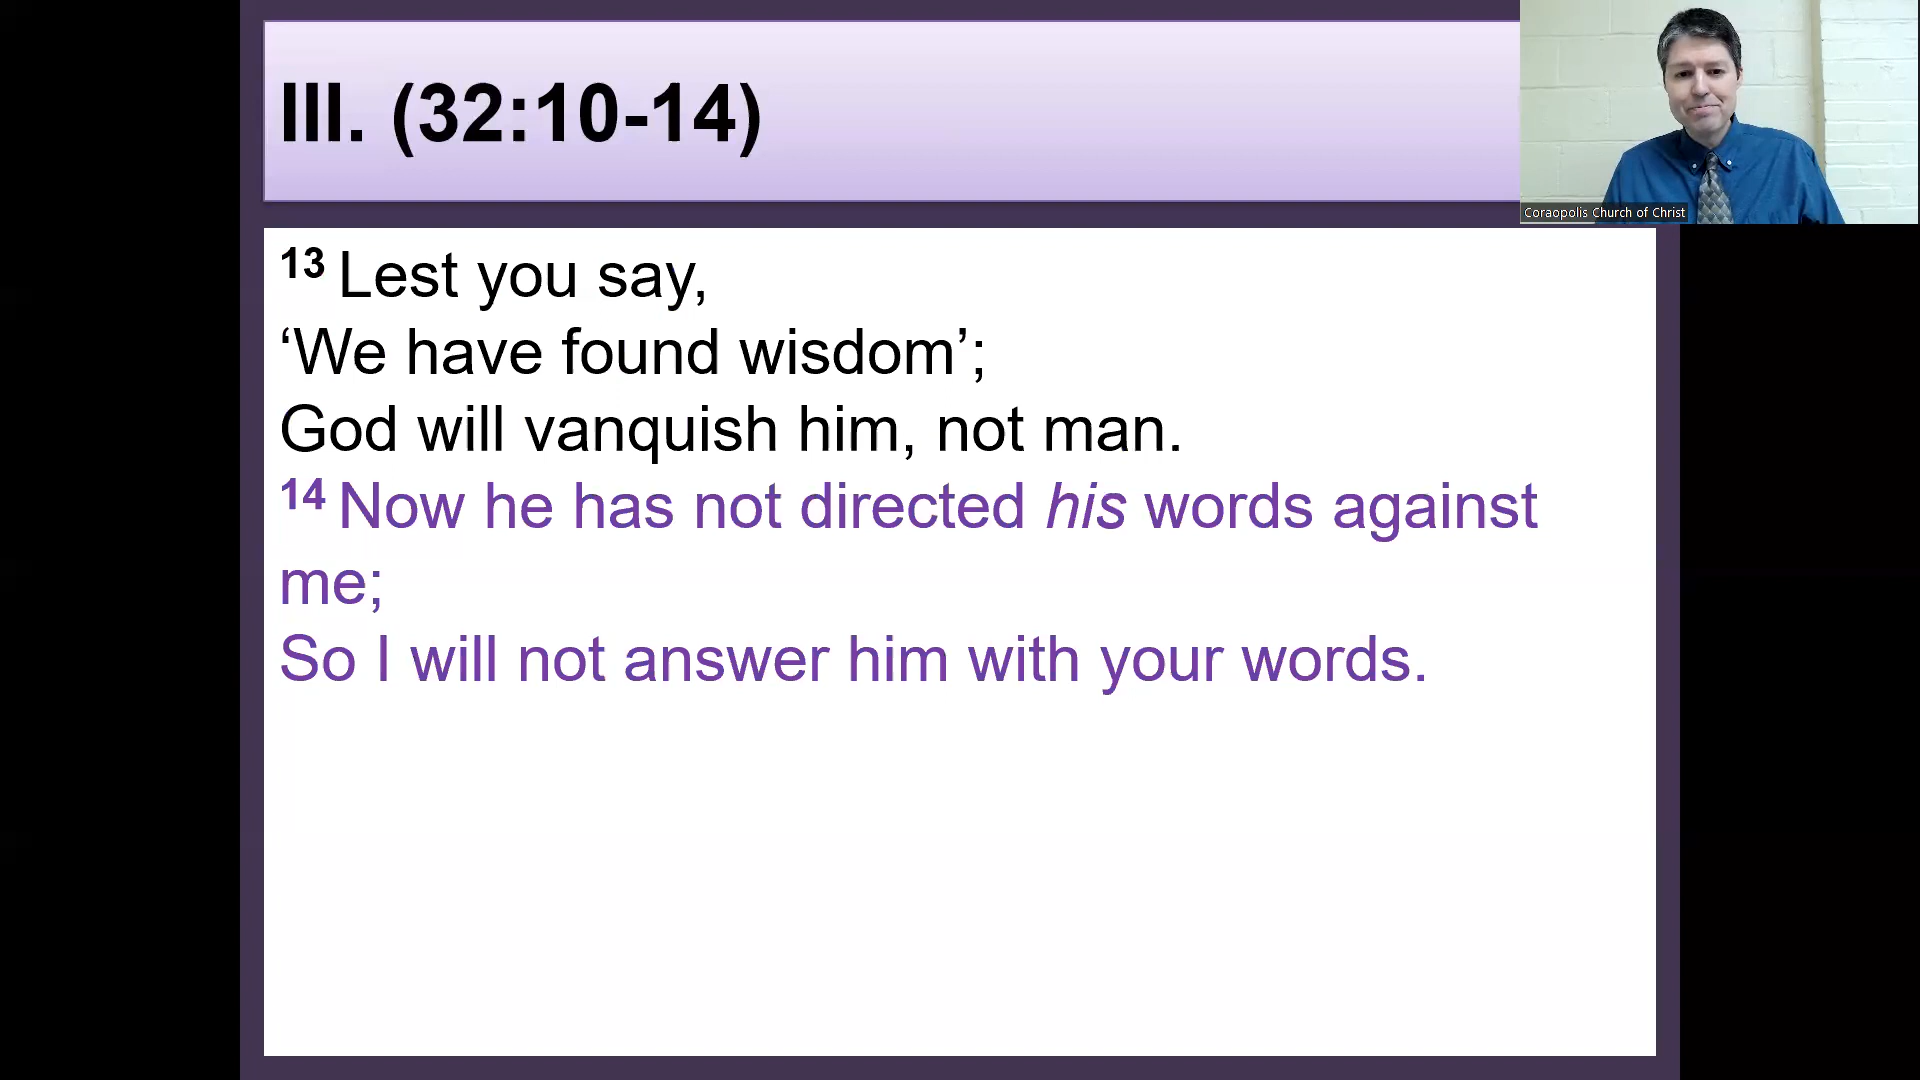 III. (32:10-14)
Coraopolis Church of Christ
13 Lest you say,
‘We have found wisdom’;
God will vanquish him, not man.
14 Now he has not directed his words against
me;
So I will not answer him with your words.